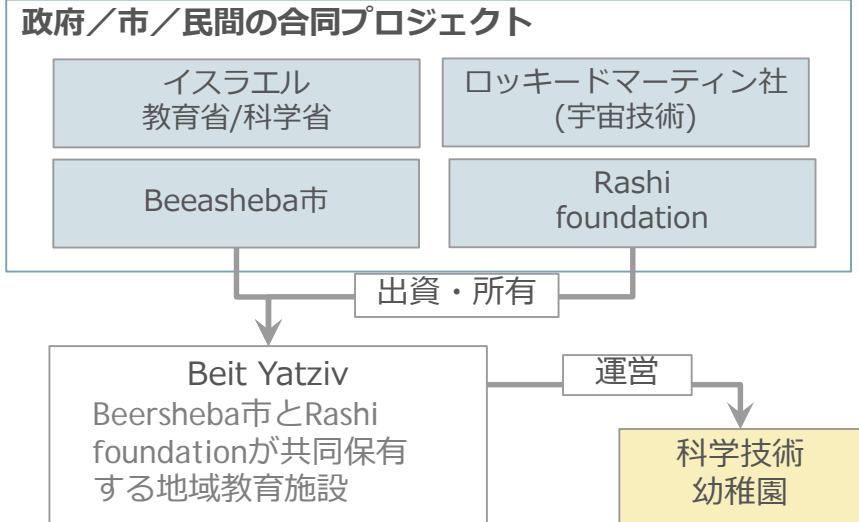 政府／市／民間の合同プロジェクト
イスラエル
教育省/科学省
ロッキードマーティン社
(宇宙技術)
Beeasheba市
Rashi
foundation
出資・所有
Beit Yatziv
Beersheba市とRashi
foundationが共同保有
する地域教育施設
運営
科学技術
幼稚園